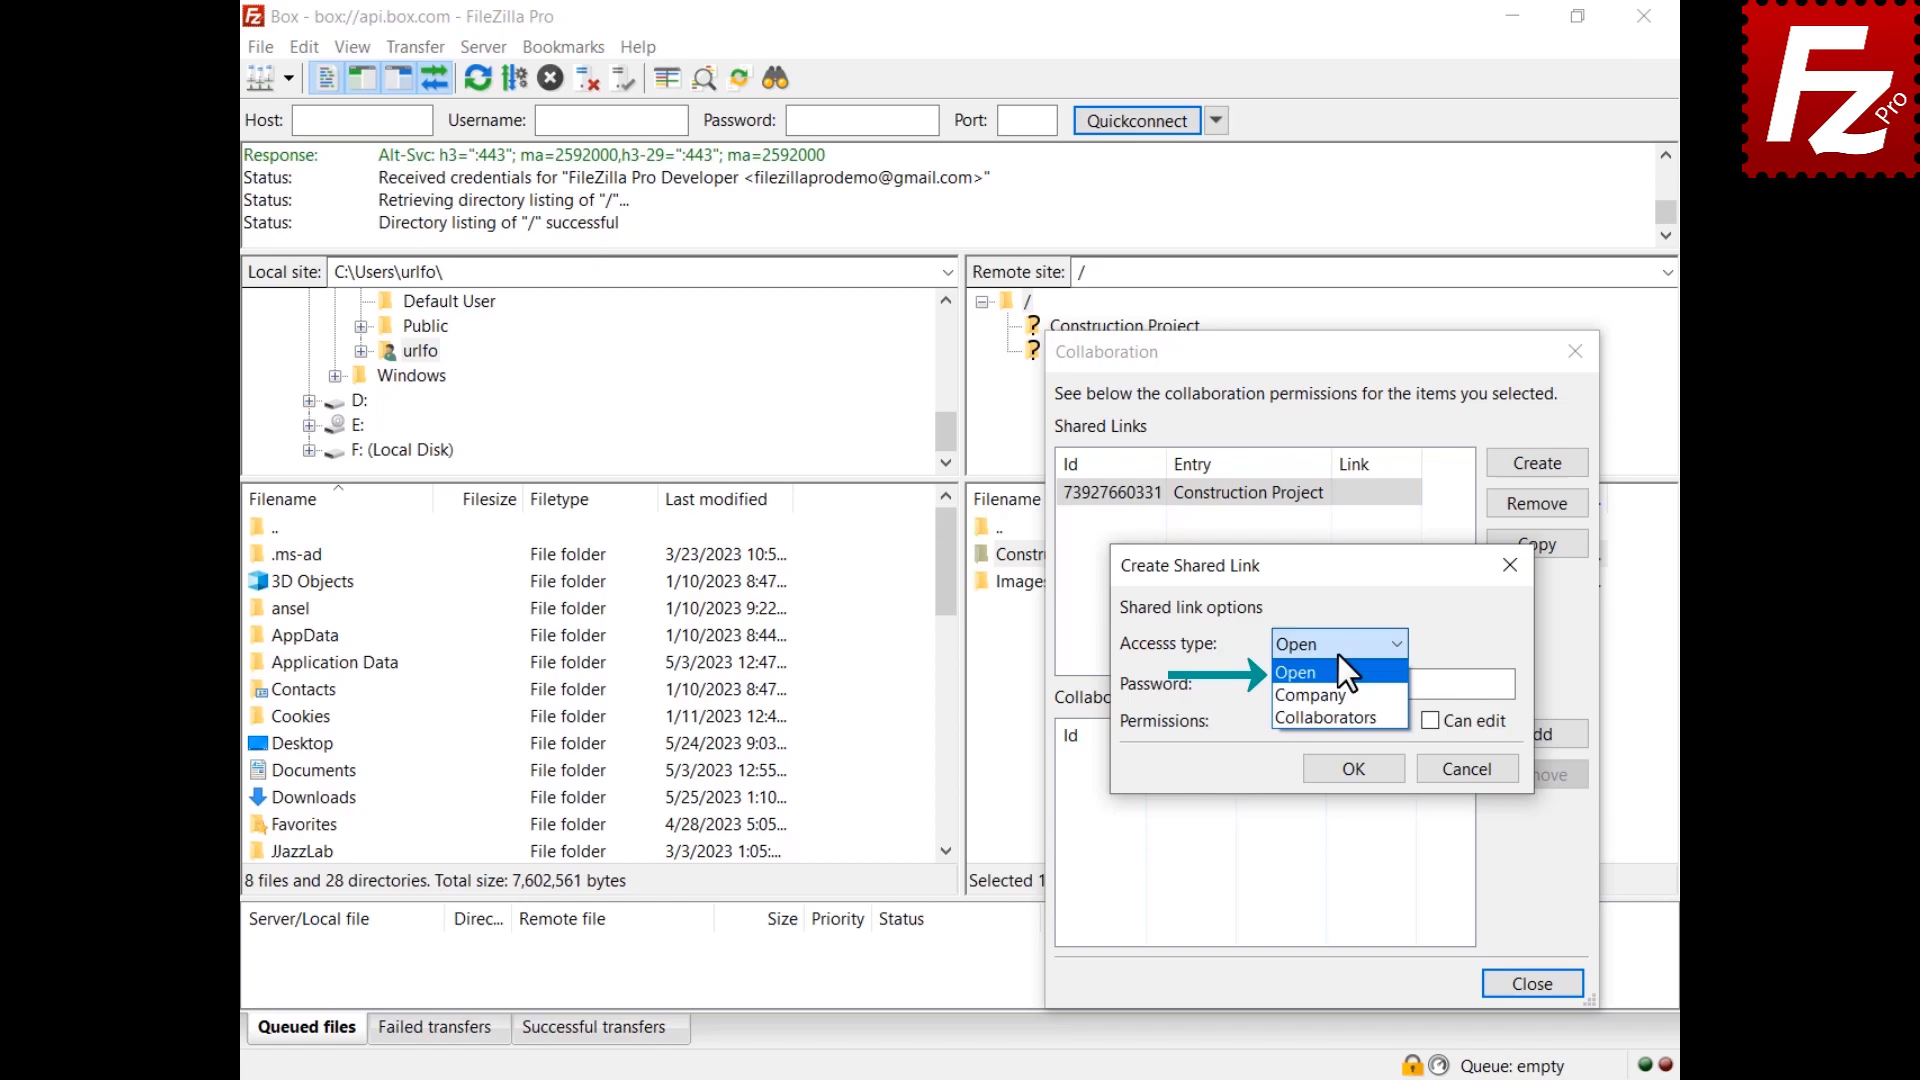 Box - box://api.box.com - FileZilla Pro
File Edit View Transfer Server Bookmarks Help
Host: Username: Password: Port: Quickconnect
Response: Alt-Svc: h3=":443"; ma=2592000,h3-29=":443"; ma=2592000
Status: Received credentials for "FileZilla Pro Developer <filezillaprodemo@gmail.com>"
Status: Retrieving directory listing of "/"...
Status: Directory listing of "/" successful
Local site: C:\Users\urlfo\
Default User
Public
urlfo
Windows
D:
E:
F: (Local Disk)
Filename Filesize Filetype Last modified
..
.ms-ad File folder 3/23/2023 10:5...
3D Objects File folder 1/10/2023 8:47...
ansel File folder 1/10/2023 9:22...
AppData File folder 1/10/2023 8:44...
Application Data File folder 5/3/2023 12:47...
Contacts File folder 1/10/2023 8:47...
Cookies File folder 1/11/2023 12:4...
Desktop File folder 5/24/2023 9:03...
Documents File folder 5/3/2023 12:55...
Downloads File folder 5/25/2023 1:10...
Favorites File folder 4/28/2023 5:05...
JJazzLab File folder 3/3/2023 1:05:...
8 files and 28 directories. Total size: 7,602,561 bytes
Remote site: /
/
? Construction Project
?
Filename
..
Constr
Images
Selected 1
Collaboration
See below the collaboration permissions for the items you selected.
Shared Links
Id Entry Link
73927660331 Construction Project
Create
Remove
Copy
Collabo
Id
dd
ove
Close
Create Shared Link
Shared link options
Accesss type: Open
Open
Company
Collaborators
Password:
Permissions: Can edit
OK Cancel
Server/Local file Direc... Remote file Size Priority Status
Queued files Failed transfers Successful transfers
Queue: empty
Fz Pro